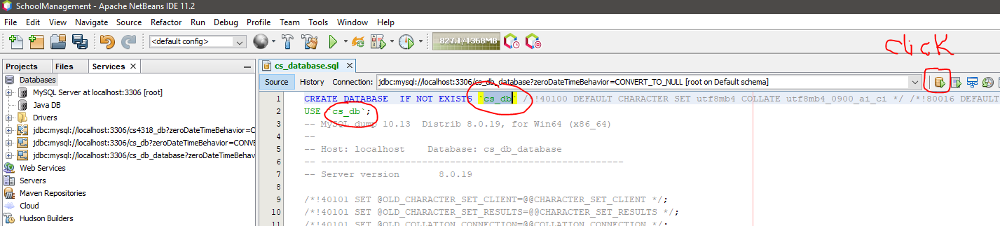 SchoolManagement - Apache NetBeans IDE 11.2
File Edit View Navigate Source Refactor Run Debug Profile Team Tools Window Help
<default config>
827.1/1368MB
click
Projects Files Services
cs_database.sql
Databases
MySQL Server at localhost:3306 [root]
Java DB
Drivers
jdbc:mysql://localhost:3306/cs4318_db?zeroDateTimeBehavior=C
jdbc:mysql://localhost:3306/cs_db?zeroDateTimeBehavior=CONVE
jdbc:mysql://localhost:3306/cs_db_database?zeroDateTimeBehavi
Web Services
Servers
Maven Repositories
Cloud
Hudson Builders
Source History Connection: jdbc:mysql://localhost:3306/cs_db_database?zeroDateTimeBehavior=CONVERT_TO_NULL [root on Default schema]
1 CREATE DATABASE  IF NOT EXISTS `cs_db` /*!40100 DEFAULT CHARACTER SET utf8mb4 COLLATE utf8mb4_0900_ai_ci */ /*!80016 DEFAULT
2 USE `cs_db`;
3 -- MySQL dump 10.13  Distrib 8.0.19, for Win64 (x86_64)
4 --
5 -- Host: localhost    Database: cs_db_database
6 -- ------------------------------------------------------
7 -- Server version	8.0.19
8
9 /*!40101 SET @OLD_CHARACTER_SET_CLIENT=@@CHARACTER_SET_CLIENT */;
10 /*!40101 SET @OLD_CHARACTER_SET_RESULTS=@@CHARACTER_SET_RESULTS */;
11 /*!40101 SET @OLD_COLLATION_CONNECTION=@@COLLATION_CONNECTION */;